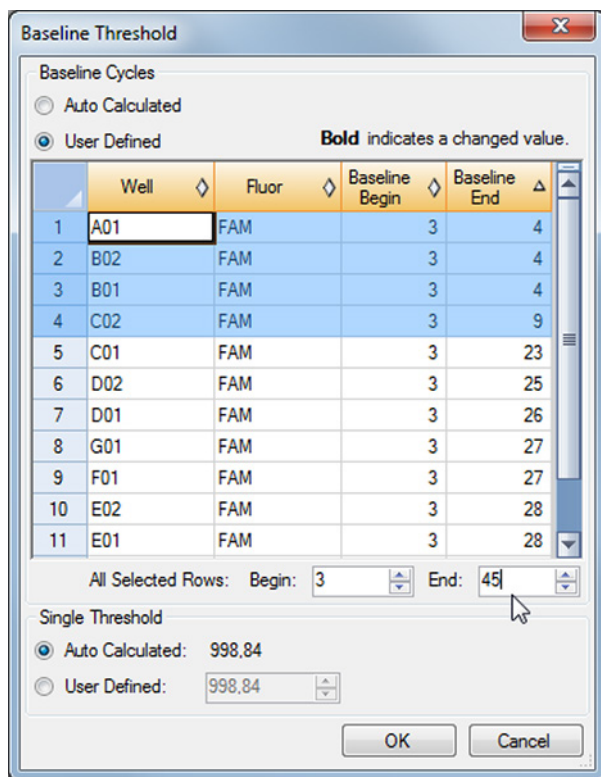 Baseline Threshold
Baseline Cycles
Auto Calculated
User Defined Bold indicates a changed value.
Well Fluor Baseline Begin Baseline End
1 A01 FAM 3 4
2 B02 FAM 3 4
3 B01 FAM 3 4
4 C02 FAM 3 9
5 C01 FAM 3 23
6 D02 FAM 3 25
7 D01 FAM 3 26
8 G01 FAM 3 27
9 F01 FAM 3 27
10 E02 FAM 3 28
11 E01 FAM 3 28
All Selected Rows: Begin: 3 End: 45
Single Threshold
Auto Calculated: 998,84
User Defined: 998,84
OK Cancel